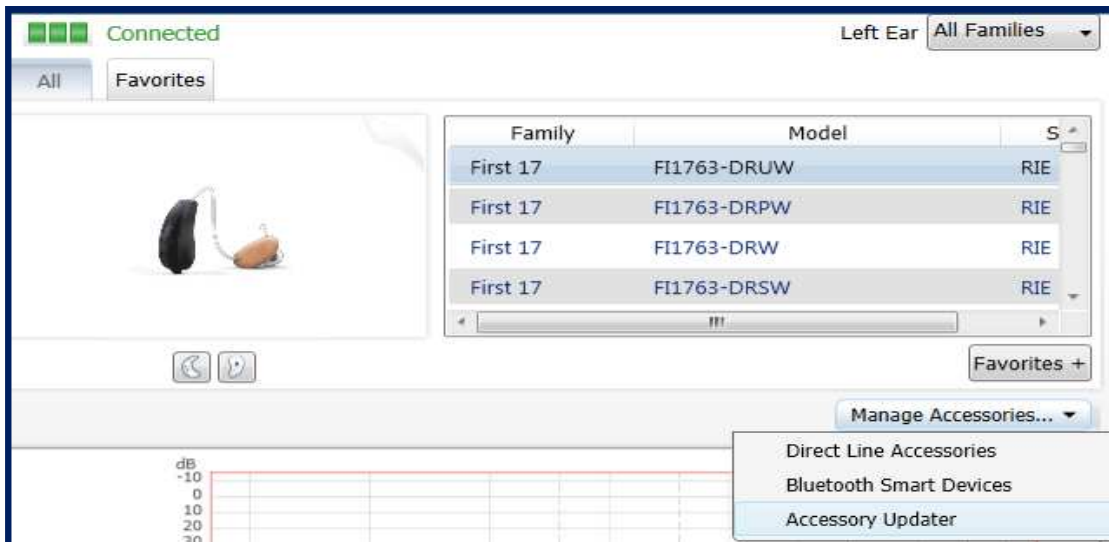 Connected
Left Ear All Families
All Favorites
Family Model S
First 17 FI1763-DRUW RIE
First 17 FI1763-DRPW RIE
First 17 FI1763-DRW RIE
First 17 FI1763-DRSW RIE
Favorites +
Manage Accessories...
Direct Line Accessories
Bluetooth Smart Devices
Accessory Updater
dB
-10
0
10
20
30